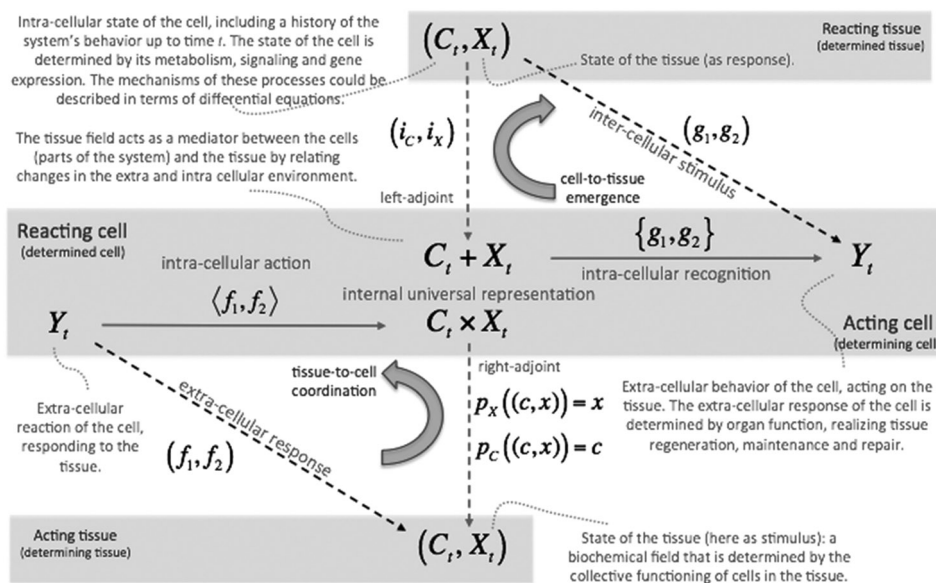 Intra-cellular state of the cell, including a history of the
system's behavior up to time t. The state of the cell is
determined by its metabolism, signaling and gene
expression. The mechanisms of these processes could be
described in terms of differential equations.
Reacting tissue
(determined tissue)
(C_t, X_t)
State of the tissue (as response).
The tissue field acts as a mediator between the cells
(parts of the system) and the tissue by relating
changes in the extra and intra cellular environment.
(i_C, i_X)
left-adjoint
cell-to-tissue
emergence
inter-cellular stimulus
(g_1, g_2)
Reacting cell
(determined cell)
intra-cellular action
C_t + X_t
{g_1, g_2}
intra-cellular recognition
Y_t
internal universal representation
⟨f_1, f_2⟩
Y_t
C_t × X_t
Acting cell
(determining cell)
tissue-to-cell
coordination
right-adjoint
p_X((c,x)) = x
p_C((c,x)) = c
Extra-cellular
reaction of the cell,
responding to the
tissue.
extra-cellular response
(f_1, f_2)
Extra-cellular behavior of the cell, acting on the
tissue. The extra-cellular response of the cell is
determined by organ function, realizing tissue
regeneration, maintenance and repair.
Acting tissue
(determining tissue)
(C_t, X_t)
State of the tissue (here as stimulus): a
biochemical field that is determined by the
collective functioning of cells in the tissue.